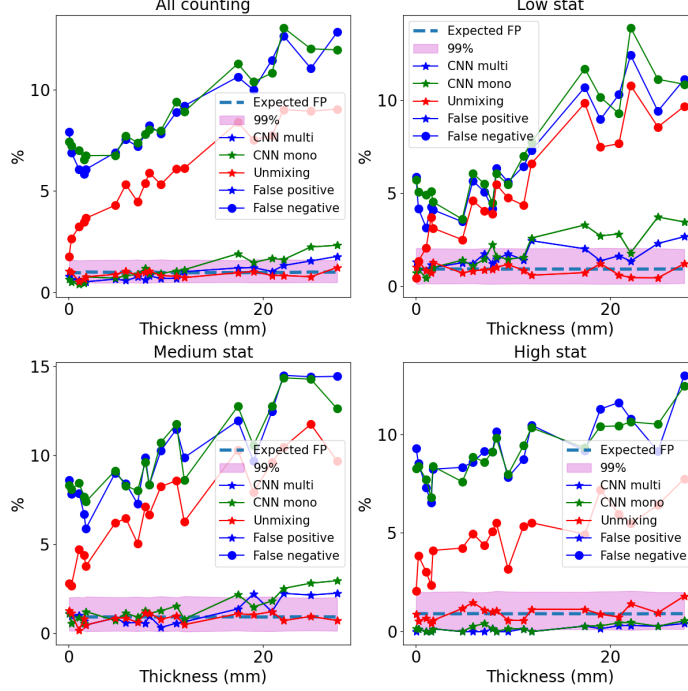 All counting
%
10
5
0
Expected FP
99%
CNN multi
CNN mono
Unmixing
False positive
False negative
0
20
Thickness (mm)
Low stat
%
10
5
0
Expected FP
99%
CNN multi
CNN mono
Unmixing
False positive
False negative
0
20
Thickness (mm)
Medium stat
%
15
10
5
0
Expected FP
99%
CNN multi
CNN mono
Unmixing
False positive
False negative
0
20
Thickness (mm)
High stat
%
10
5
0
Expected FP
99%
CNN multi
CNN mono
Unmixing
False positive
False negative
0
20
Thickness (mm)